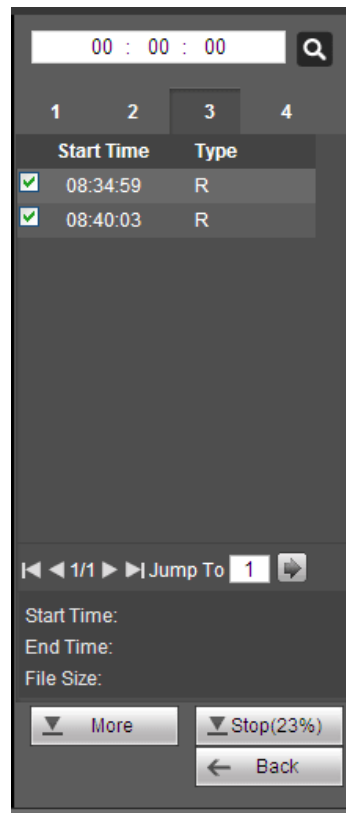 00 : 00 : 00
1 2 3 4
Start Time Type
08:34:59 R
08:40:03 R
1/1 Jump To 1
Start Time:
End Time:
File Size:
More Stop(23%)
Back